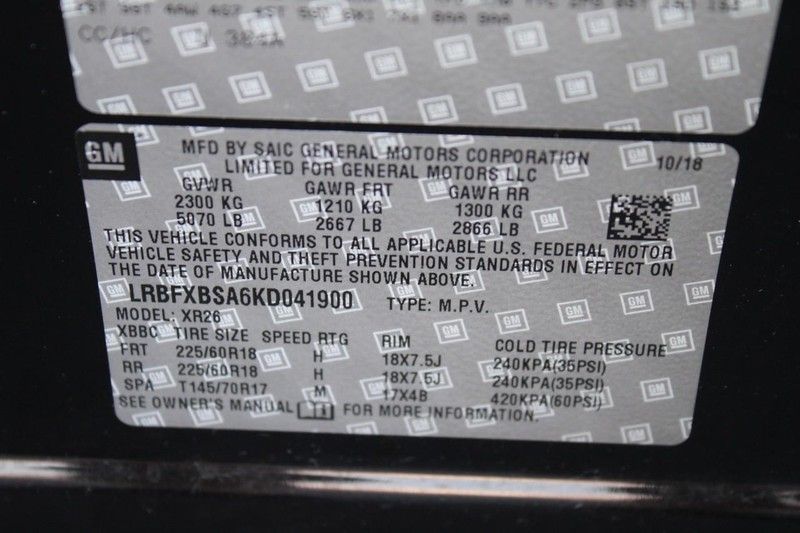 CC/HC U 384A
GM
MFD BY SAIC GENERAL MOTORS CORPORATION
LIMITED FOR GENERAL MOTORS LLC
10/18
GVWR GAWR FRT GAWR RR
2300 KG 1210 KG 1300 KG
5070 LB 2667 LB 2866 LB
THIS VEHICLE CONFORMS TO ALL APPLICABLE U.S. FEDERAL MOTOR
VEHICLE SAFETY AND THEFT PREVENTION STANDARDS IN EFFECT ON
THE DATE OF MANUFACTURE SHOWN ABOVE.
LRBFXBSA6KD041900 TYPE: M.P.V.
MODEL: XR26
XBBC TIRE SIZE SPEED RTG RIM COLD TIRE PRESSURE
FRT 225/60R18 H 18X7.5J 240KPA(35PSI)
RR 225/60R18 H 18X7.5J 240KPA(35PSI)
SPA T145/70R17 M 17X4B 420KPA(60PSI)
SEE OWNER'S MANUAL FOR MORE INFORMATION.